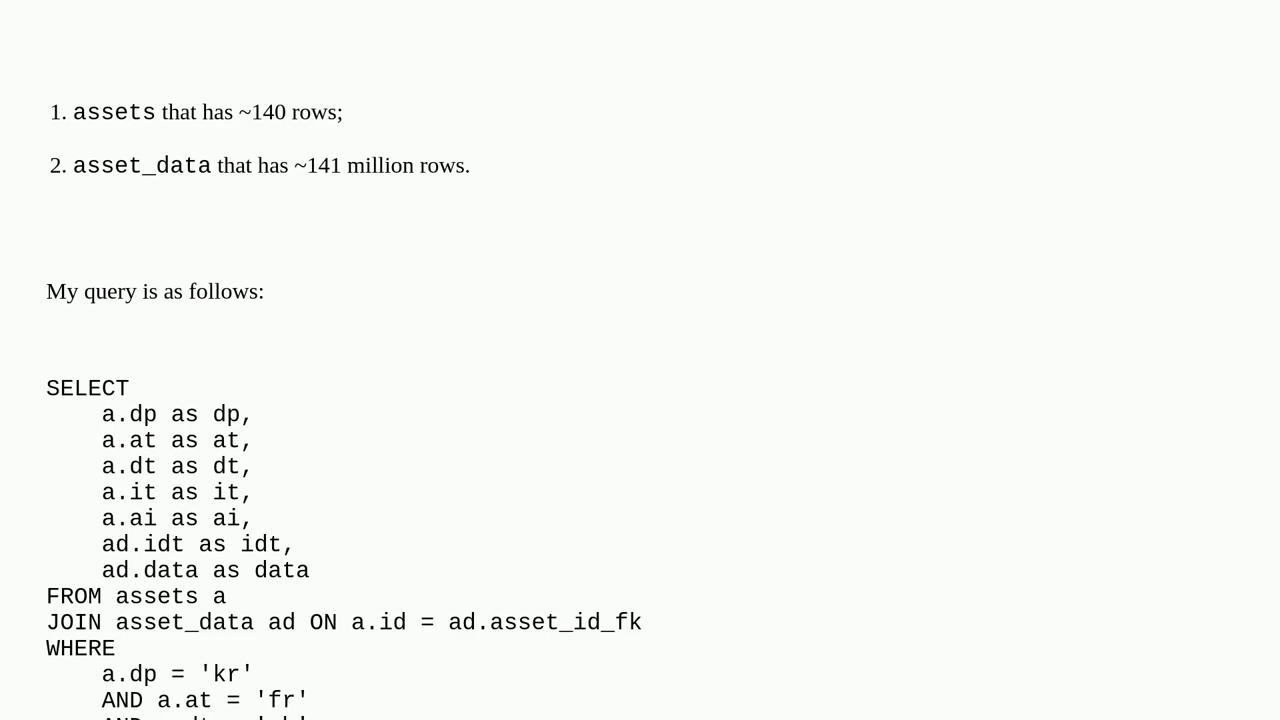 1. assets that has ~140 rows;
2. asset_data that has ~141 million rows.
My query is as follows:
SELECT
    a.dp as dp,
    a.at as at,
    a.dt as dt,
    a.it as it,
    a.ai as ai,
    ad.idt as idt,
    ad.data as data
FROM assets a
JOIN asset_data ad ON a.id = ad.asset_id_fk
WHERE
    a.dp = 'kr'
    AND a.at = 'fr'